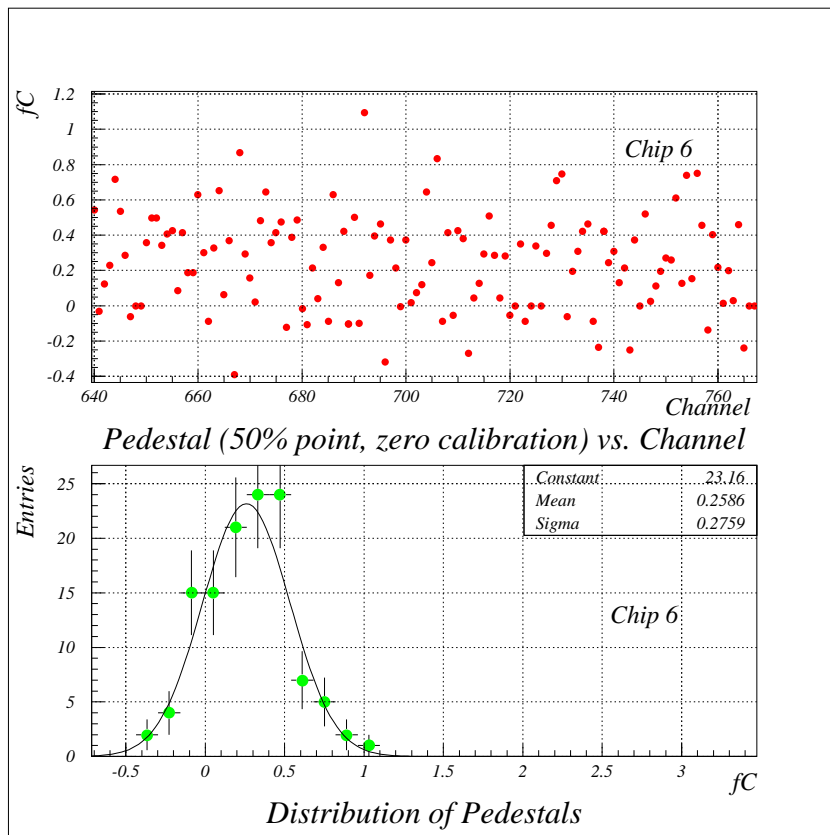 fC
1.2
1
0.8
0.6
0.4
0.2
0
-0.2
-0.4
Chip 6
640 660 680 700 720 740 760
Channel
Pedestal (50% point, zero calibration) vs. Channel
Entries
25
20
15
10
5
0
Constant 23.16
Mean 0.2586
Sigma 0.2759
Chip 6
-0.5 0 0.5 1 1.5 2 2.5 3
fC
Distribution of Pedestals